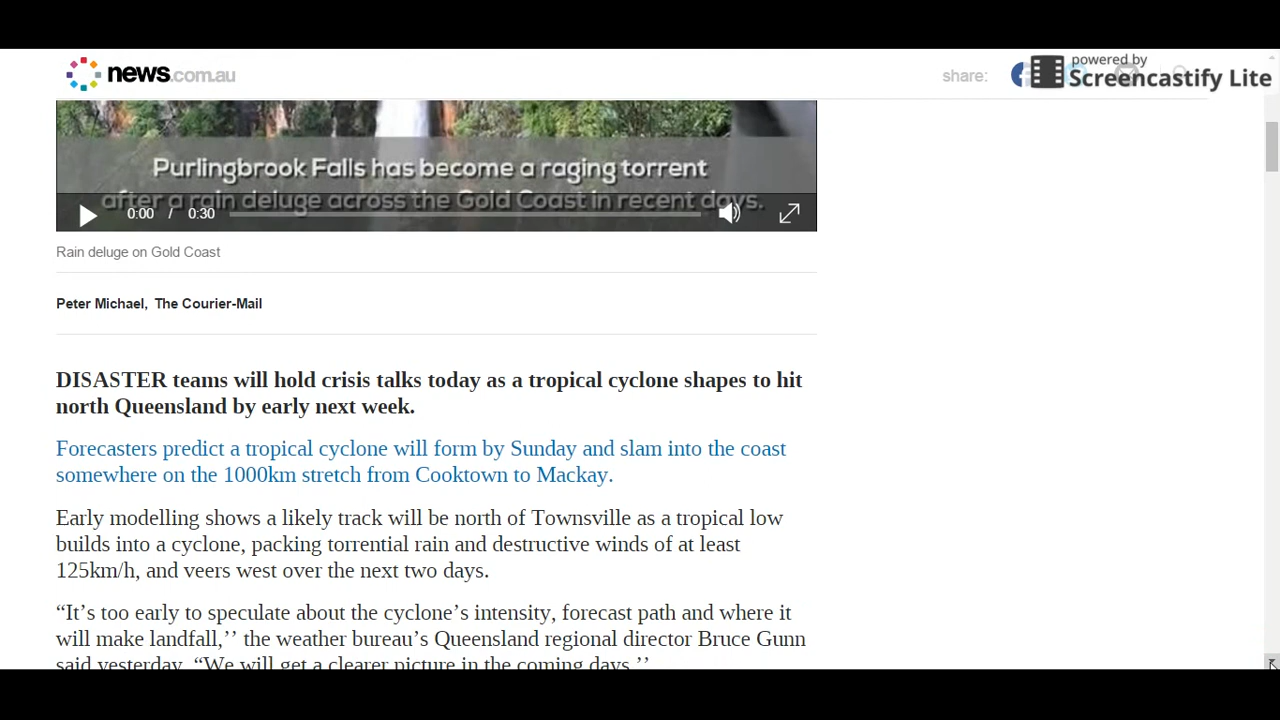 news.com.au
share:
powered by
Screencastify Lite
Purlingbrook Falls has become a raging torrent
after a rain deluge across the Gold Coast in recent days.
0:00 / 0:30
Rain deluge on Gold Coast
Peter Michael, The Courier-Mail
DISASTER teams will hold crisis talks today as a tropical cyclone shapes to hit
north Queensland by early next week.
Forecasters predict a tropical cyclone will form by Sunday and slam into the coast
somewhere on the 1000km stretch from Cooktown to Mackay.
Early modelling shows a likely track will be north of Townsville as a tropical low
builds into a cyclone, packing torrential rain and destructive winds of at least
125km/h, and veers west over the next two days.
“It’s too early to speculate about the cyclone’s intensity, forecast path and where it
will make landfall,’’ the weather bureau’s Queensland regional director Bruce Gunn
said yesterday. “We will get a clearer picture in the coming days.’’